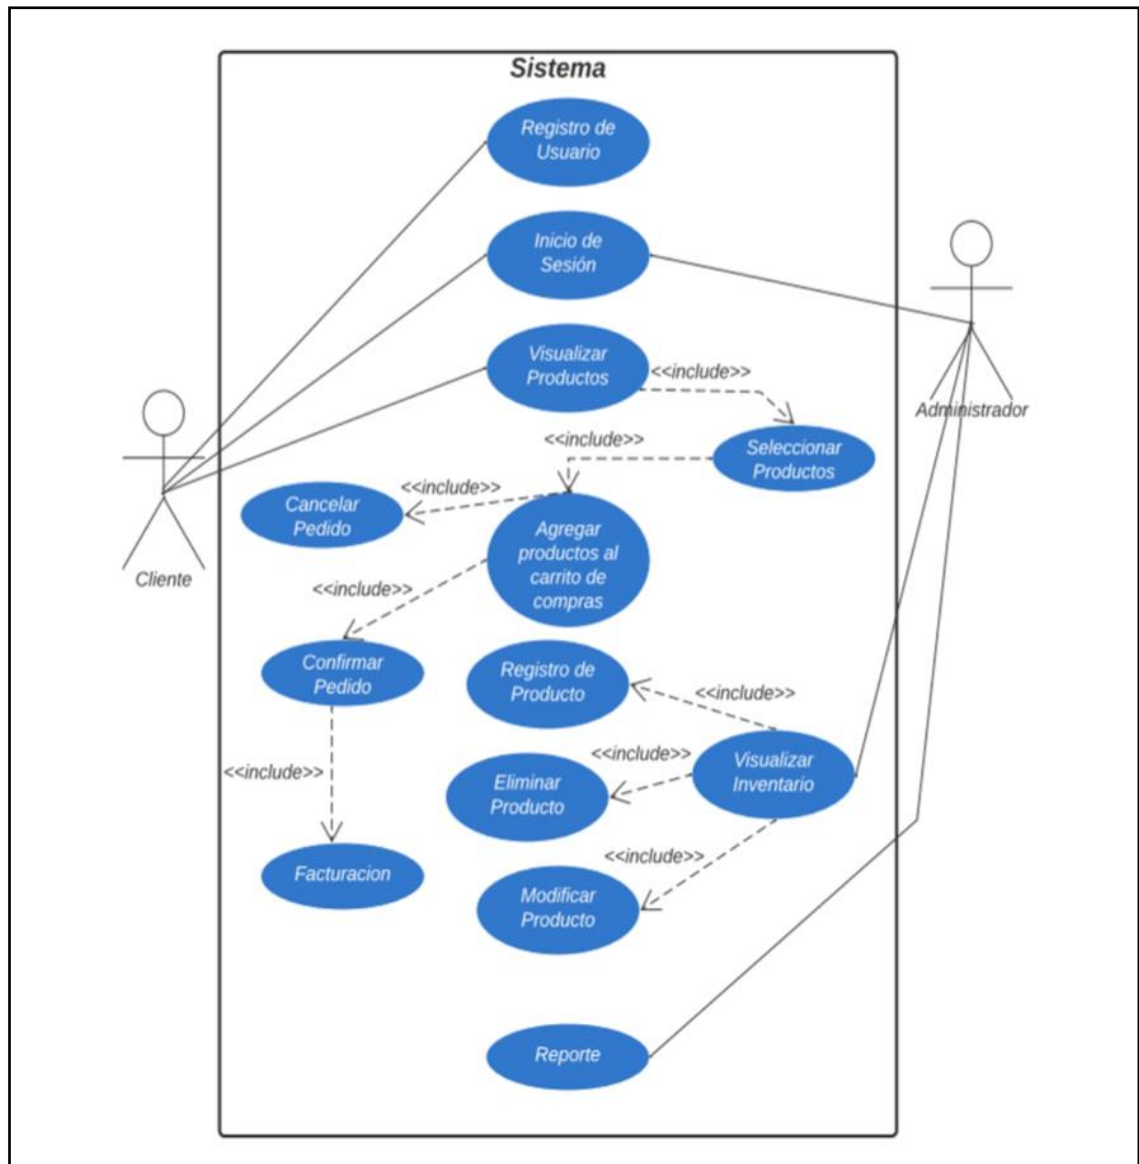 Sistema
Registro de
Usuario
Inicio de
Sesión
Visualizar
Productos
<<include>>
Administrador
Seleccionar
Productos
<<include>>
<<include>>
Cancelar
Pedido
Agregar
productos al
carrito de
compras
Cliente
<<include>>
Confirmar
Pedido
Registro de
Producto
<<include>>
<<include>>
Visualizar
Inventario
<<include>>
Eliminar
Producto
<<include>>
Facturacion
Modificar
Producto
Reporte